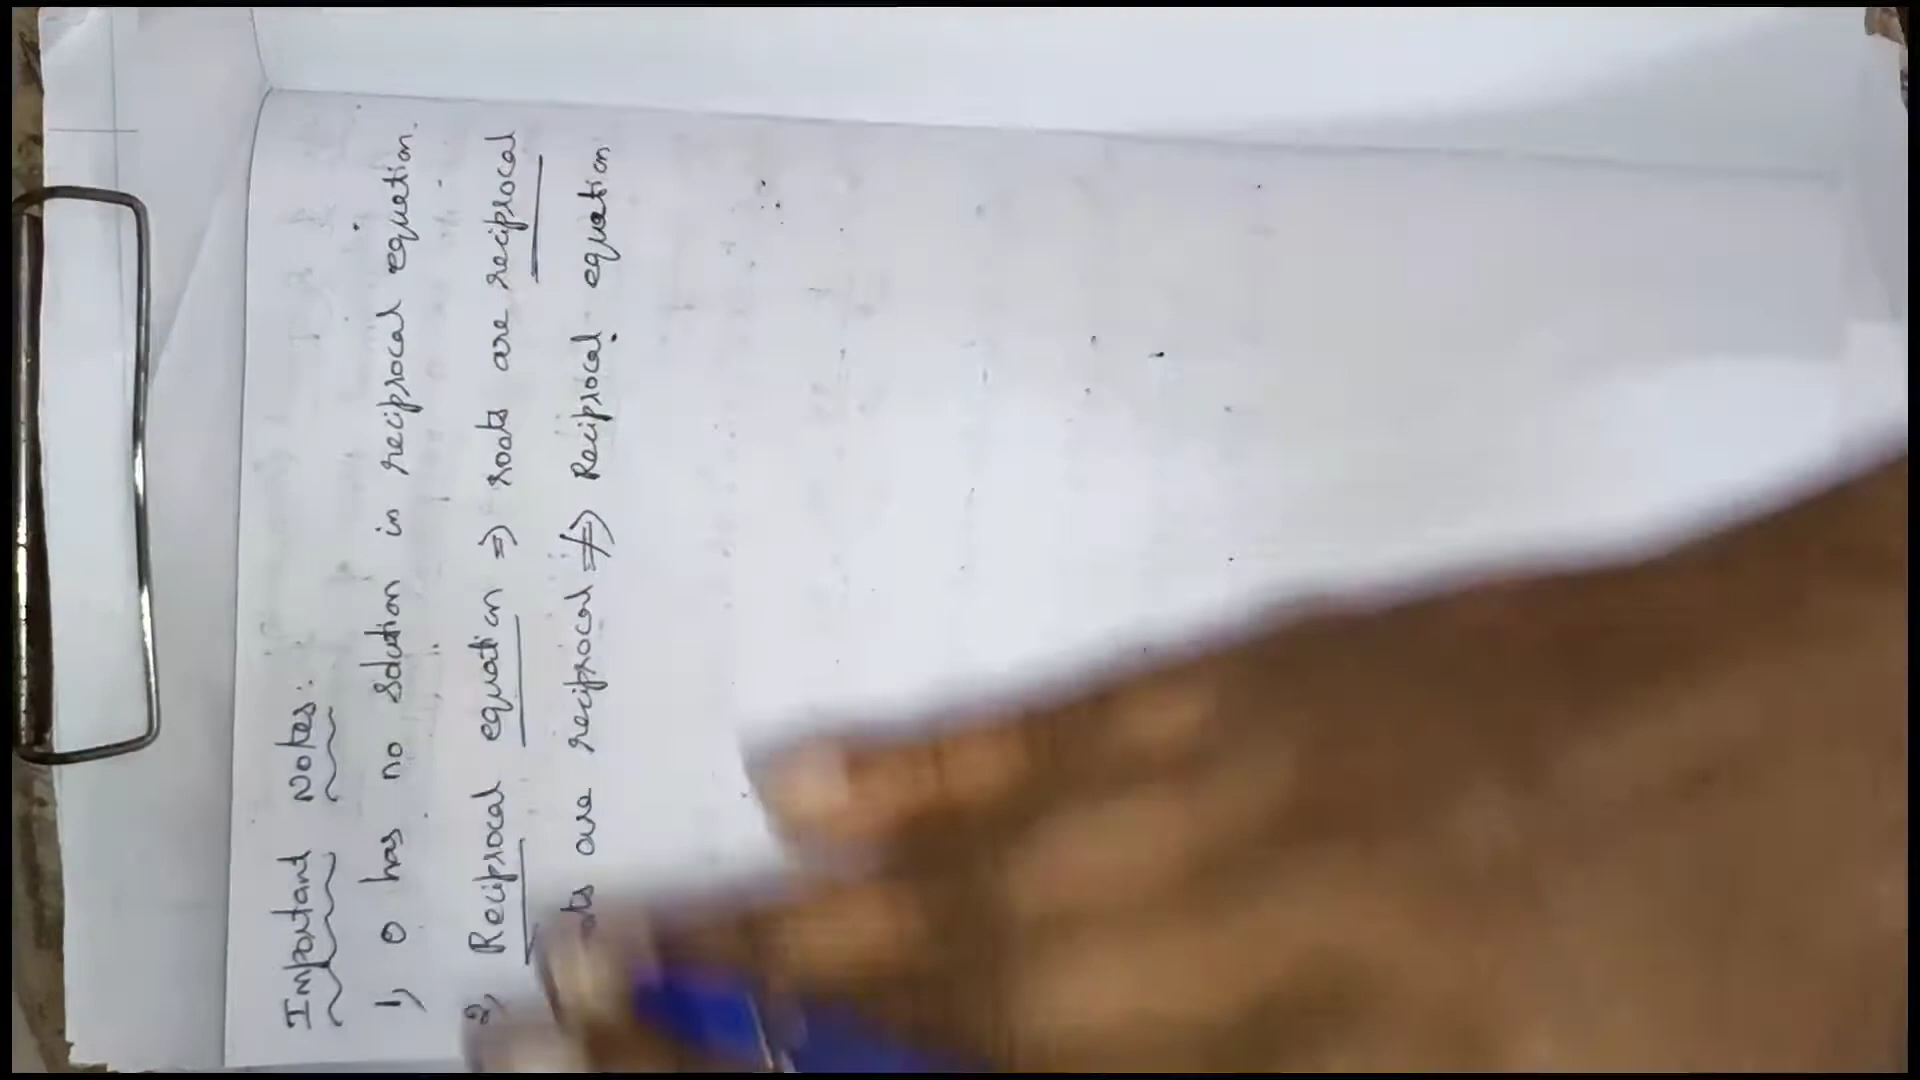 Important Notes:
1, 0 has no solution in reciprocal equation.
2, Reciprocal equation ⇒ roots are reciprocal
are reciprocal ⇏ Reciprocal equation